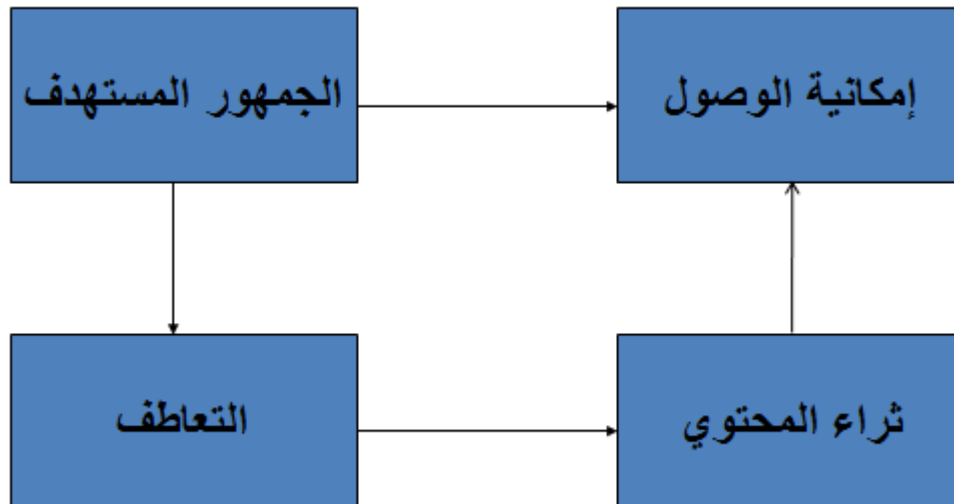 الجمهور المستهدف
إمكانية الوصول
التعاطف
ثراء المحتوي